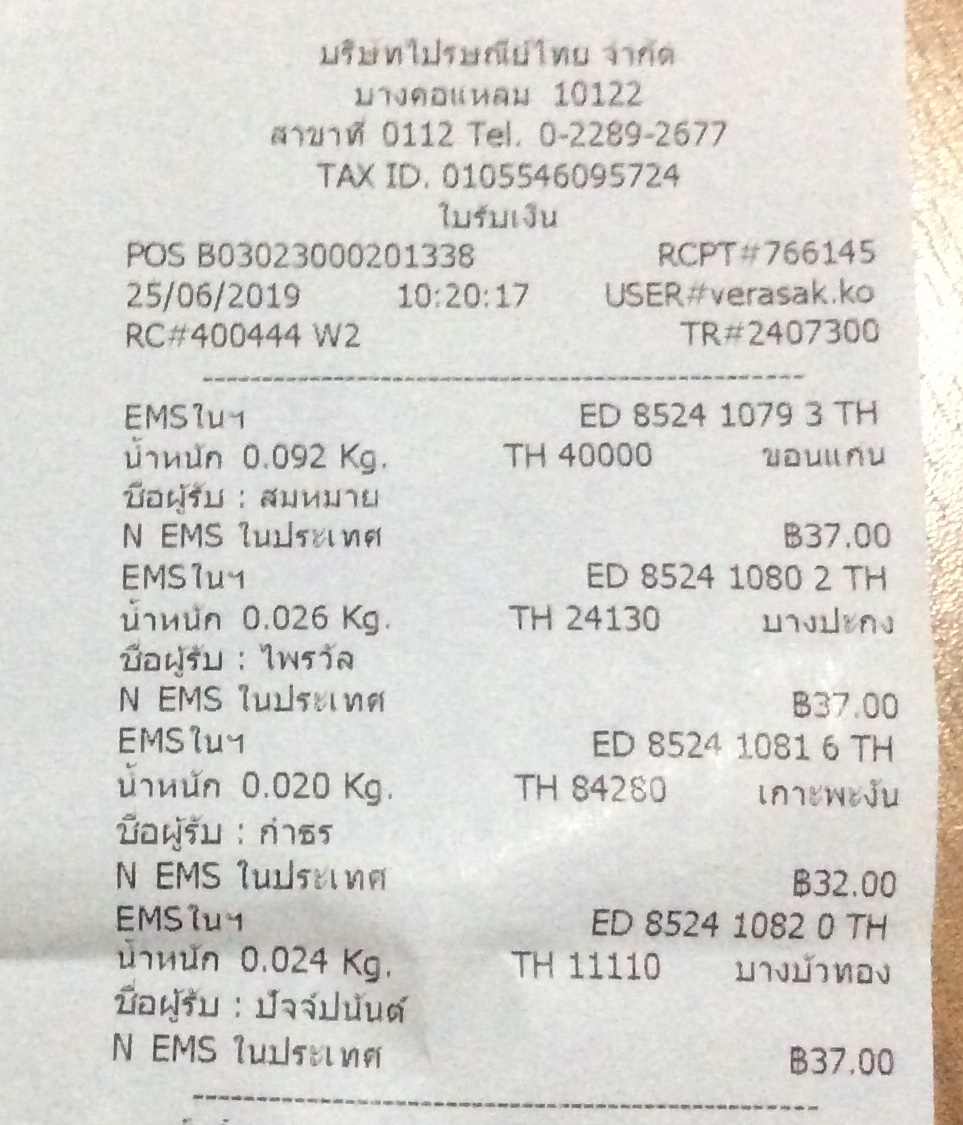 บริษัทไปรษณีย์ไทย จำกัด
บางคอแหลม 10122
สาขาที่ 0112 Tel. 0-2289-2677
TAX ID. 0105546095724
ใบรับเงิน
POS B03023000201338 RCPT#766145
25/06/2019 10:20:17 USER#verasak.ko
RC#400444 W2 TR#2407300
EMSในฯ ED 8524 1079 3 TH
น้ำหนัก 0.092 Kg. TH 40000 ขอนแก่น
ชื่อผู้รับ : สมหมาย
N EMS ในประเทศ ฿37.00
EMSในฯ ED 8524 1080 2 TH
น้ำหนัก 0.026 Kg. TH 24130 บางปะกง
ชื่อผู้รับ : ไพรวัล
N EMS ในประเทศ ฿37.00
EMSในฯ ED 8524 1081 6 TH
น้ำหนัก 0.020 Kg. TH 84280 เกาะพะงัน
ชื่อผู้รับ : กำธร
N EMS ในประเทศ ฿32.00
EMSในฯ ED 8524 1082 0 TH
น้ำหนัก 0.024 Kg. TH 11110 บางบัวทอง
ชื่อผู้รับ : ปัจจ์ปนันต์
N EMS ในประเทศ ฿37.00